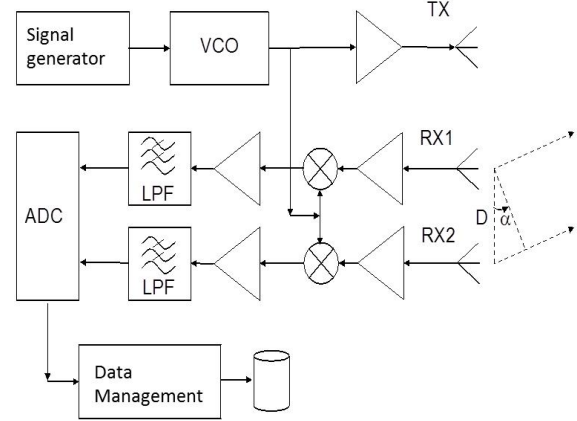 TX
Signal
generator
VCO
RX1
LPF
ADC
D
α
RX2
LPF
Data
Management